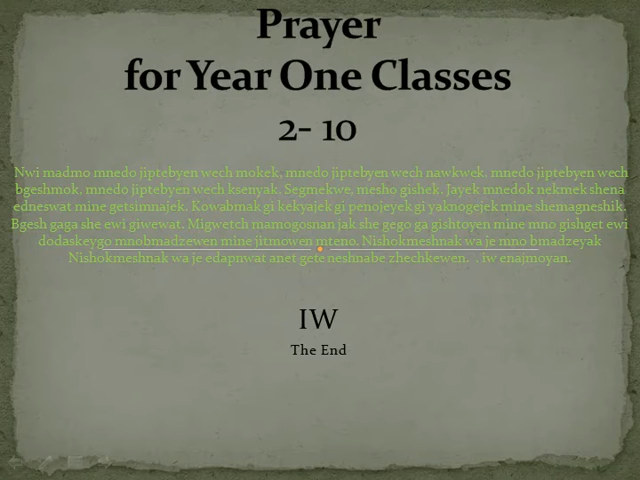 Prayer
for Year One Classes
2- 10
Nwi madmo mnedo jiptebyen wech mokek, mnedo jiptebyen wech nawkwek. mnedo jiptebyen wech
bgeshmok. mnedo jiptebyen wech ksenyak. Segmekwe, mesho gishek. Jayek mnedok nekmek shena
edneswat mine getsimnajek. Kowabmak gi kekyajek gi penojeyek gi yaknogejek mine shemagneshik.
Bgesh gaga she ewi giwewat. Migwetch mamogosnan jak she gego ga gishtoyen mine mno gishget ewi
dodaskeygo mnobmadzewen mine jitmowen noteno. Nishokmeshnak wa je mno bmadzeyak
Nishokmeshnak wa je edapnwat anet gete neshnabe zhechkewen. . iw enajmoyan.
IW
The End